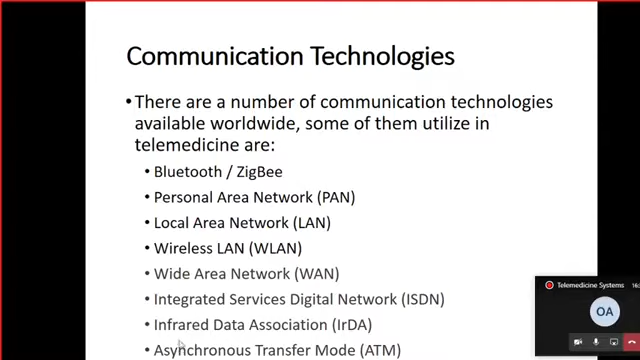 Communication Technologies
• There are a number of communication technologies
available worldwide, some of them utilize in
telemedicine are:
• Bluetooth / ZigBee
• Personal Area Network (PAN)
• Local Area Network (LAN)
• Wireless LAN (WLAN)
• Wide Area Network (WAN)
• Integrated Services Digital Network (ISDN)
• Infrared Data Association (IrDA)
• Asynchronous Transfer Mode (ATM)
Telemedicine Systems
OA